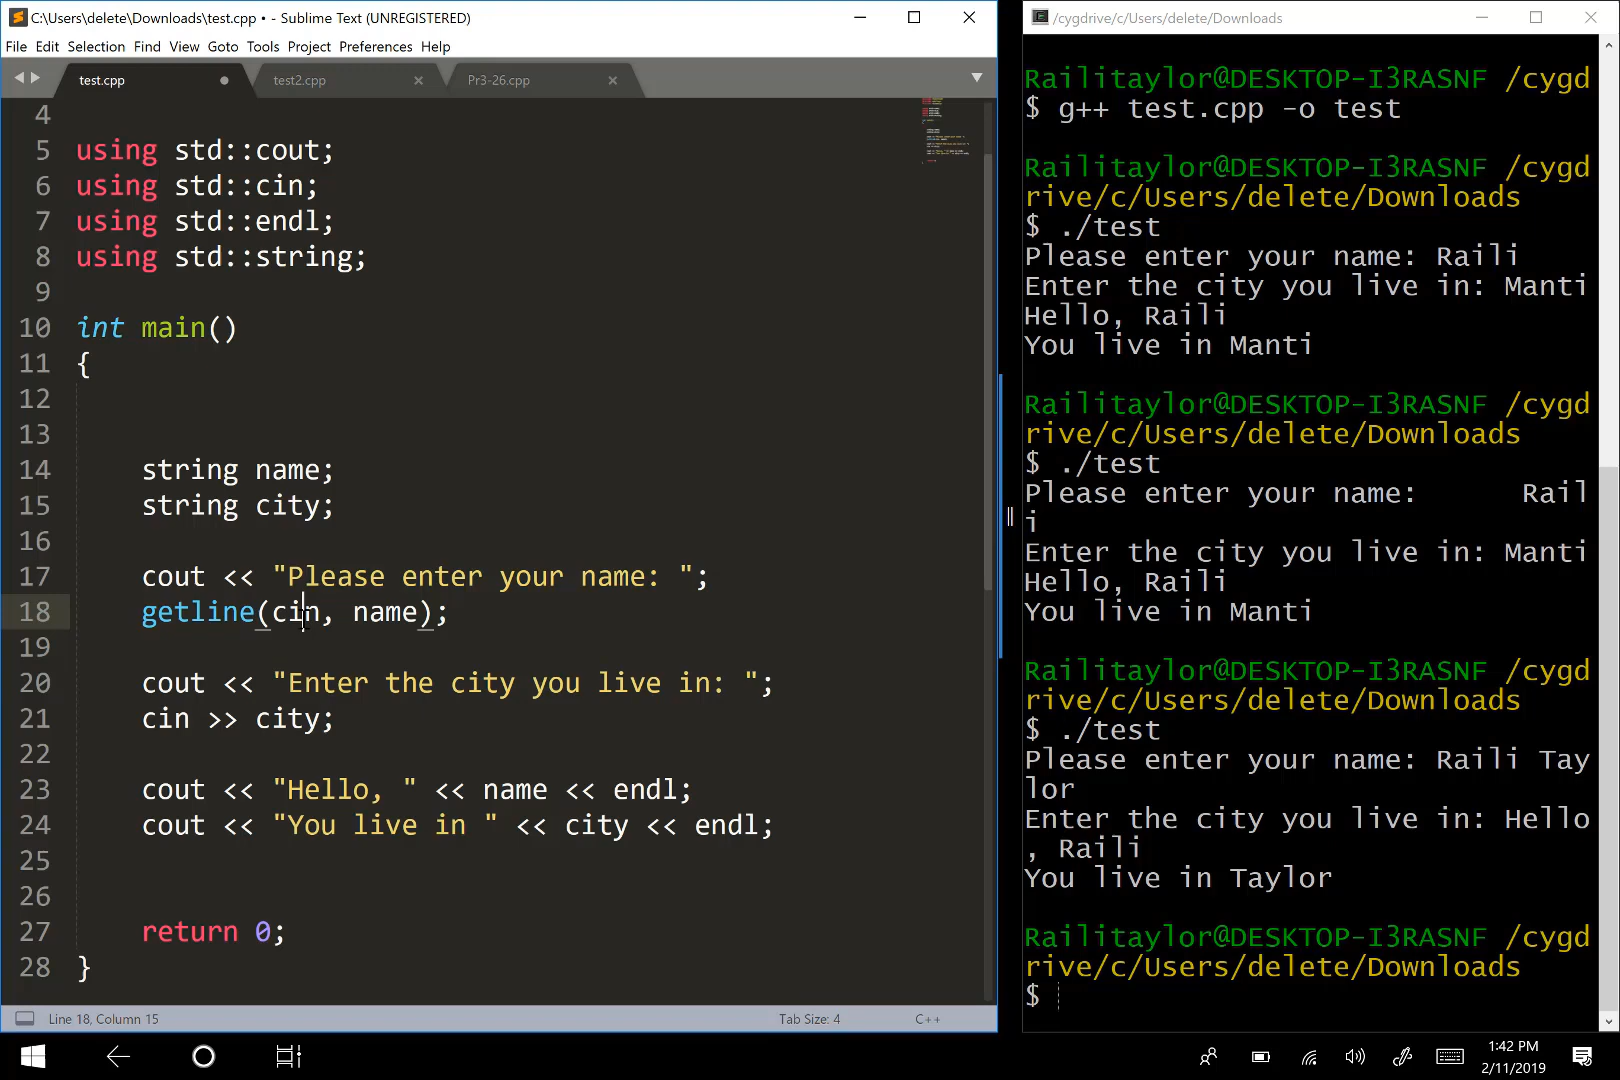 C:\Users\delete\Downloads\test.cpp • - Sublime Text (UNREGISTERED)
File Edit Selection Find View Goto Tools Project Preferences Help
test.cpp
test2.cpp
Pr3-26.cpp
4
5 using std::cout;
6 using std::cin;
7 using std::endl;
8 using std::string;
9
10 int main()
11 {
12
13
14 string name;
15 string city;
16
17 cout << "Please enter your name: ";
18 getline(cin, name);
19
20 cout << "Enter the city you live in: ";
21 cin >> city;
22
23 cout << "Hello, " << name << endl;
24 cout << "You live in " << city << endl;
25
26
27 return 0;
28 }
Line 18, Column 15
Tab Size: 4
C++
/cygdrive/c/Users/delete/Downloads
Railitaylor@DESKTOP-I3RASNF /cygd
$ g++ test.cpp -o test
Railitaylor@DESKTOP-I3RASNF /cygd
rive/c/Users/delete/Downloads
$ ./test
Please enter your name: Raili
Enter the city you live in: Manti
Hello, Raili
You live in Manti
Railitaylor@DESKTOP-I3RASNF /cygd
rive/c/Users/delete/Downloads
$ ./test
Please enter your name: Rail
i
Enter the city you live in: Manti
Hello, Raili
You live in Manti
Railitaylor@DESKTOP-I3RASNF /cygd
rive/c/Users/delete/Downloads
$ ./test
Please enter your name: Raili Tay
lor
Enter the city you live in: Hello
, Raili
You live in Taylor
Railitaylor@DESKTOP-I3RASNF /cygd
rive/c/Users/delete/Downloads
$
1:42 PM
2/11/2019